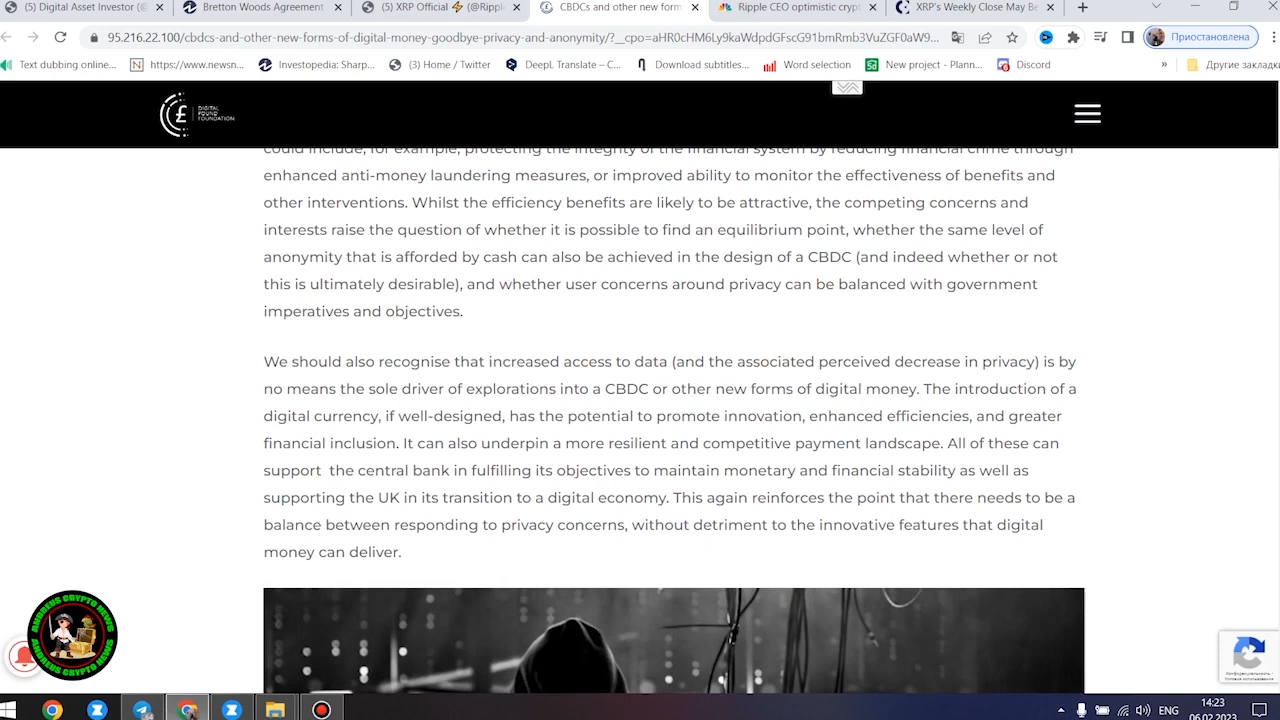 (5) Digital Asset Investor (@
Bretton Woods Agreement
(5) XRP Official ⚡ (@Ripple
CBDCs and other new form
Ripple CEO optimistic crypt
XRP's Weekly Close May Be
95.216.22.100/cbdcs-and-other-new-forms-of-digital-money-goodbye-privacy-and-anonymity/?__cpo=aHR0cHM6Ly9kaWdpdGFscG91bmRmb3VuZGF0aW9...
Приостановлена
Text dubbing online...
https://www.newsn...
Investopedia: Sharp...
(3) Home / Twitter
DeepL Translate – C...
Download subtitles...
Word selection
New project - Plann...
Discord
»
Другие закладки
DIGITAL
POUND
FOUNDATION
could include, for example, protecting the integrity of the financial system by reducing financial crime through
enhanced anti-money laundering measures, or improved ability to monitor the effectiveness of benefits and
other interventions. Whilst the efficiency benefits are likely to be attractive, the competing concerns and
interests raise the question of whether it is possible to find an equilibrium point, whether the same level of
anonymity that is afforded by cash can also be achieved in the design of a CBDC (and indeed whether or not
this is ultimately desirable), and whether user concerns around privacy can be balanced with government
imperatives and objectives.
We should also recognise that increased access to data (and the associated perceived decrease in privacy) is by
no means the sole driver of explorations into a CBDC or other new forms of digital money. The introduction of a
digital currency, if well-designed, has the potential to promote innovation, enhanced efficiencies, and greater
financial inclusion. It can also underpin a more resilient and competitive payment landscape. All of these can
support the central bank in fulfilling its objectives to maintain monetary and financial stability as well as
supporting the UK in its transition to a digital economy. This again reinforces the point that there needs to be a
balance between responding to privacy concerns, without detriment to the innovative features that digital
money can deliver.
ANDREUS CRYPTO NEWS
ANDREUS CRYPTO NEWS
Конфиденциальность -
Условия использования
ENG
14:23
06.02.2023